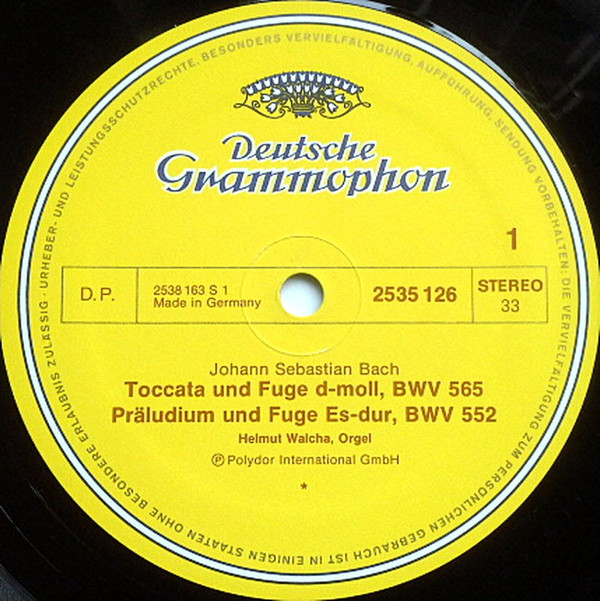 URHEBER- UND LEISTUNGSSCHUTZRECHTE, BESONDERS VERVIELFÄLTIGUNG, AUFFÜHRUNG, SENDUNG VORBEHALTEN: DIE VERVIELFÄLTIGUNG ZUM PERSÖNLICHEN GEBRAUCH IST IN EINIGEN STAATEN OHNE BESONDERE ERLAUBNIS ZULÄSSIG ·
Deutsche
Grammophon
1
D.P.
2538 163 S 1
Made in Germany
2535 126
STEREO
33
Johann Sebastian Bach
Toccata und Fuge d-moll, BWV 565
Präludium und Fuge Es-dur, BWV 552
Helmut Walcha, Orgel
Ⓟ Polydor International GmbH
*